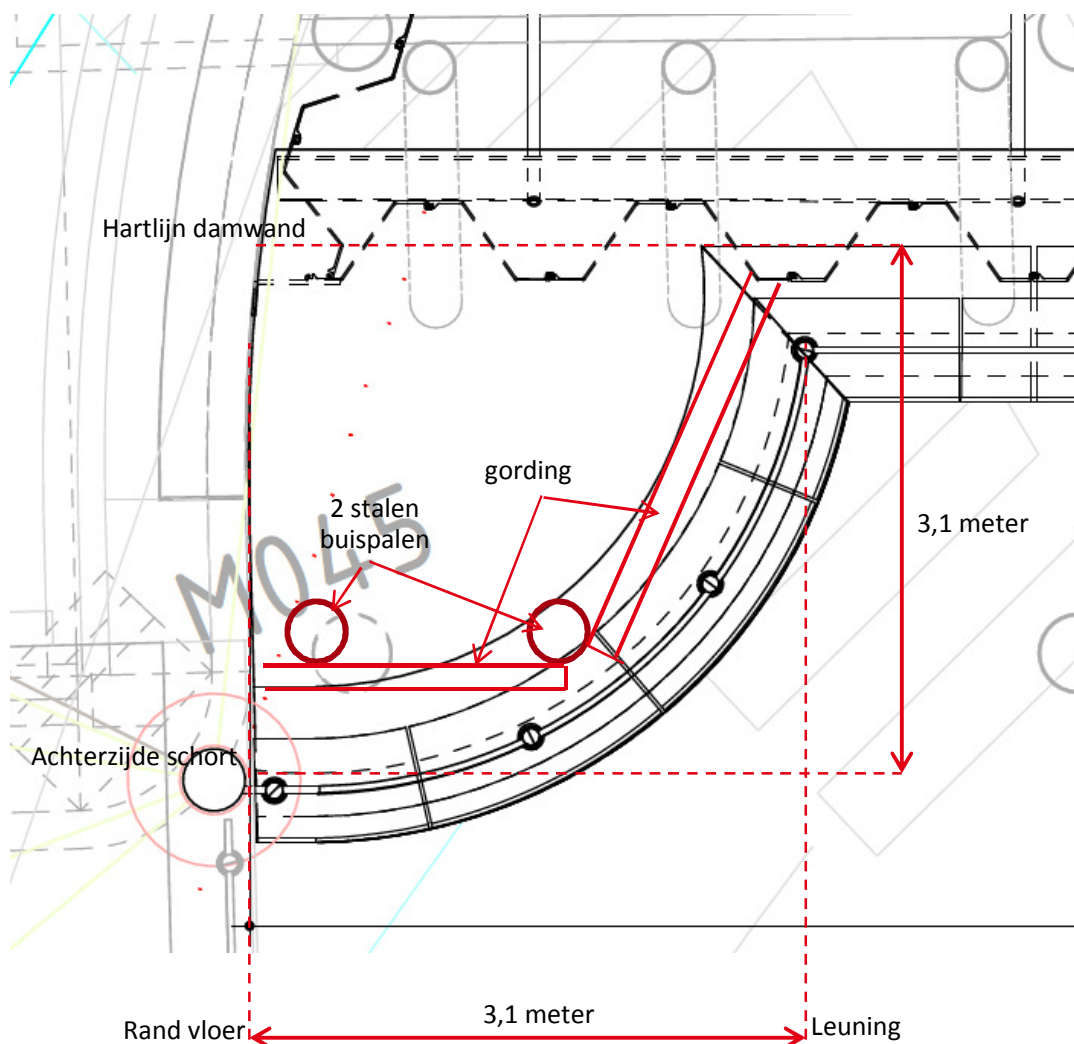 Hartlijn damwand
gording
2 stalen
buispalen
3,1 meter
M045
Achterzijde schort
3,1 meter
Rand vloer
Leuning